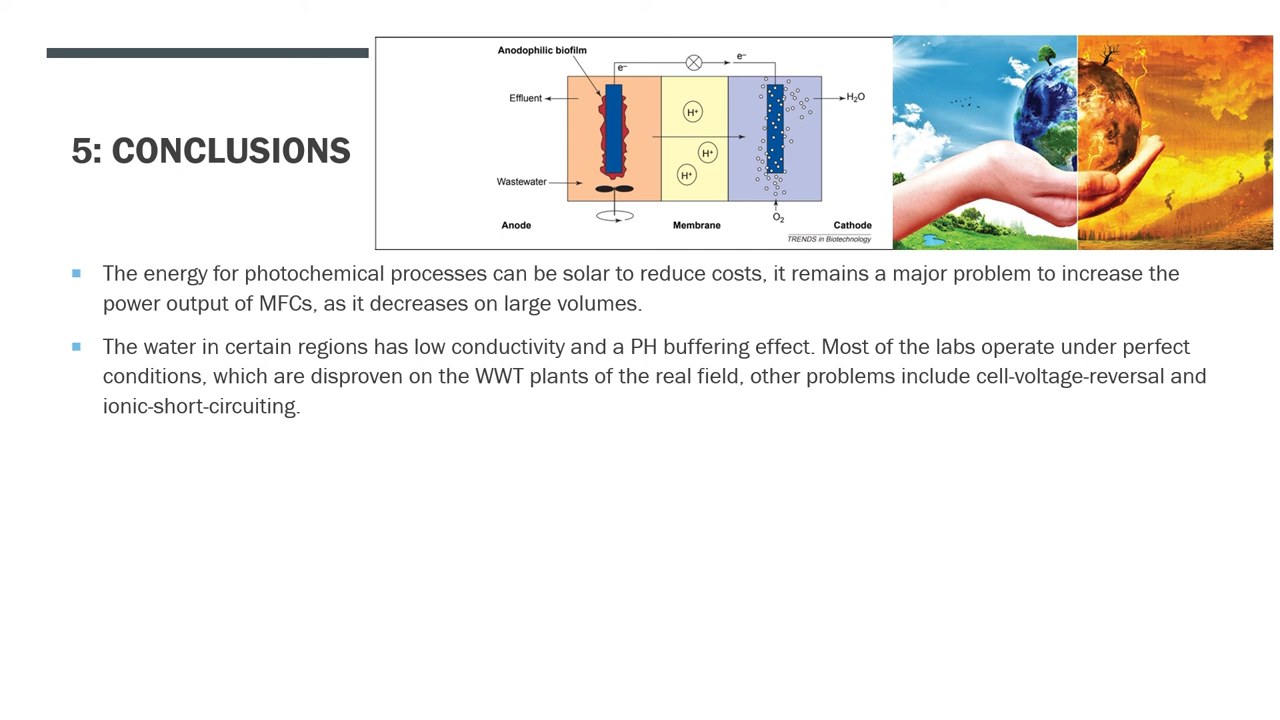 5: CONCLUSIONS
Anodophilic biofilm
e⁻
e⁻
Effluent
H₂O
H⁺
H⁺
H⁺
Wastewater
O₂
Anode
Membrane
Cathode
TRENDS in Biotechnology
The energy for photochemical processes can be solar to reduce costs, it remains a major problem to increase the
power output of MFCs, as it decreases on large volumes.
The water in certain regions has low conductivity and a PH buffering effect. Most of the labs operate under perfect
conditions, which are disproven on the WWT plants of the real field, other problems include cell-voltage-reversal and
ionic-short-circuiting.